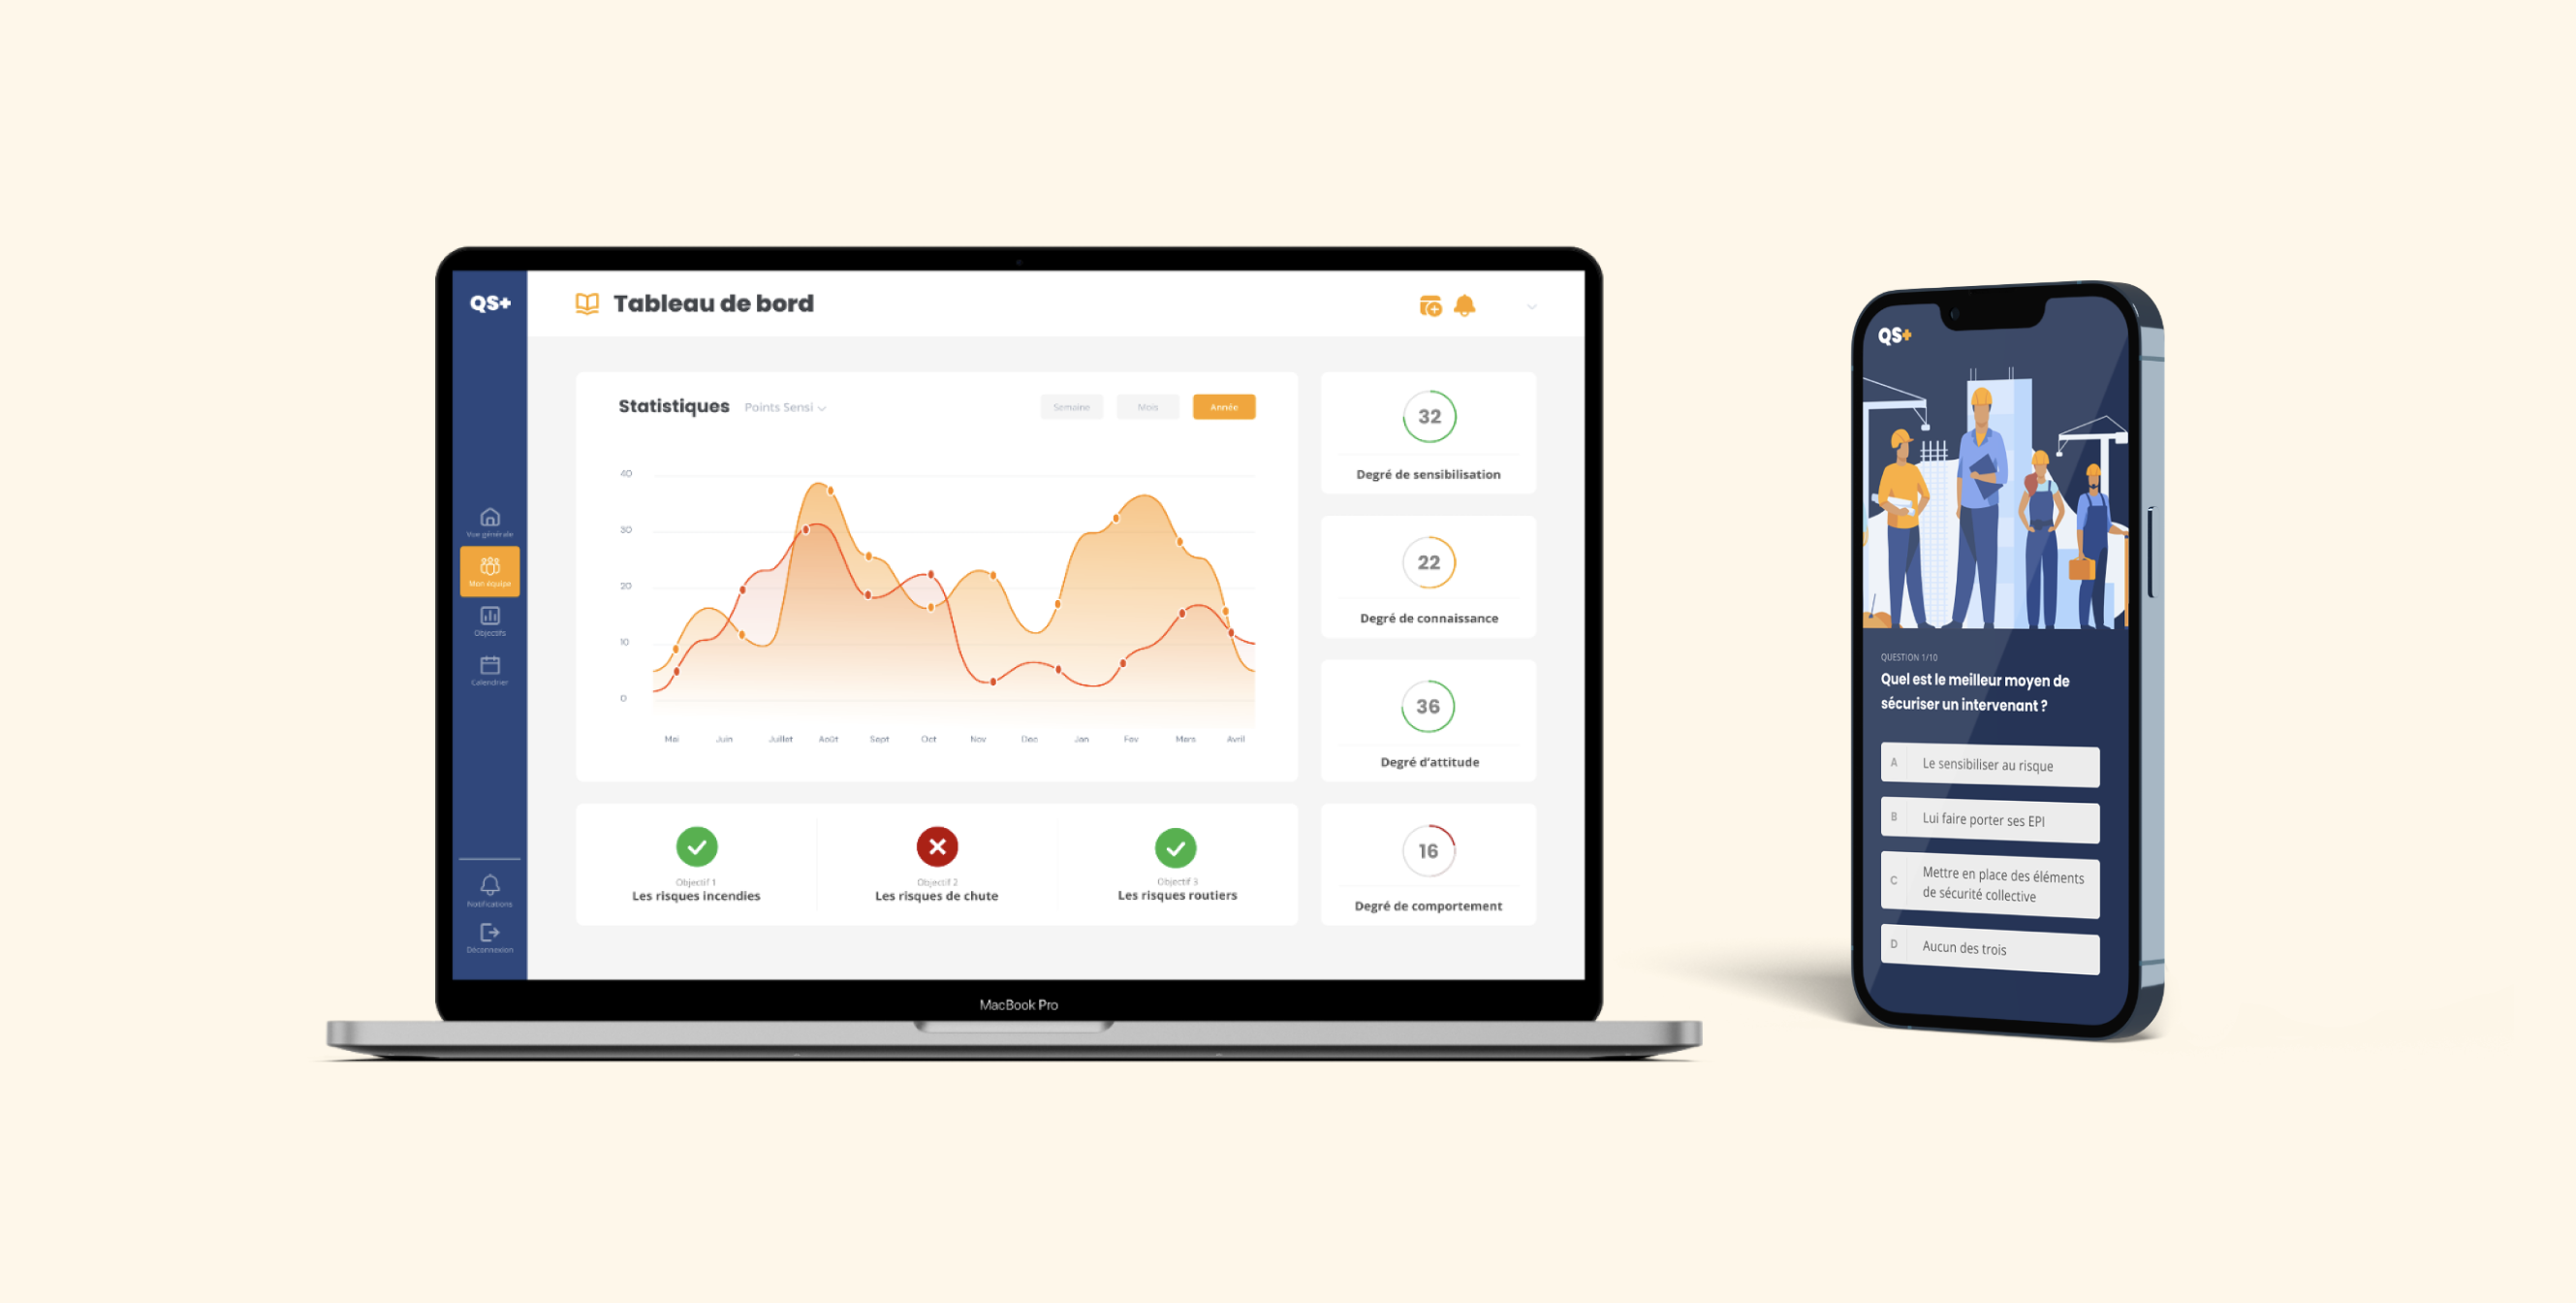 QS+
Tableau de bord
Vue générale
Mon équipe
Objectifs
Calendrier
Notifications
Déconnexion
Statistiques Points Sensi
Semaine Mois Année
40
30
20
10
0
Mai Juin Juillet Août Sept Oct Nov Dec Jan Fev Mars Avril
Objectif 1
Les risques incendies
Objectif 2
Les risques de chute
Objectif 3
Les risques routiers
32
Degré de sensibilisation
22
Degré de connaissance
36
Degré d'attitude
16
Degré de comportement
MacBook Pro
QS+
QUESTION 1/10
Quel est le meilleur moyen de
sécuriser un intervenant ?
A Le sensibiliser au risque
B Lui faire porter ses EPI
C Mettre en place des éléments
de sécurité collective
D Aucun des trois